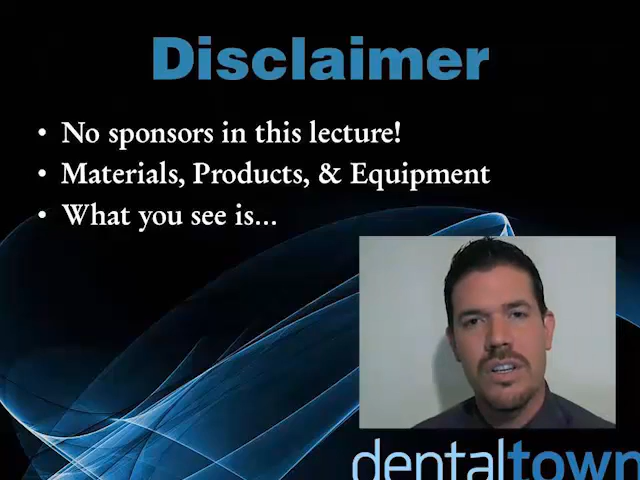 Disclaimer
• No sponsors in this lecture!
• Materials, Products, & Equipment
• What you see is...
dentaltown